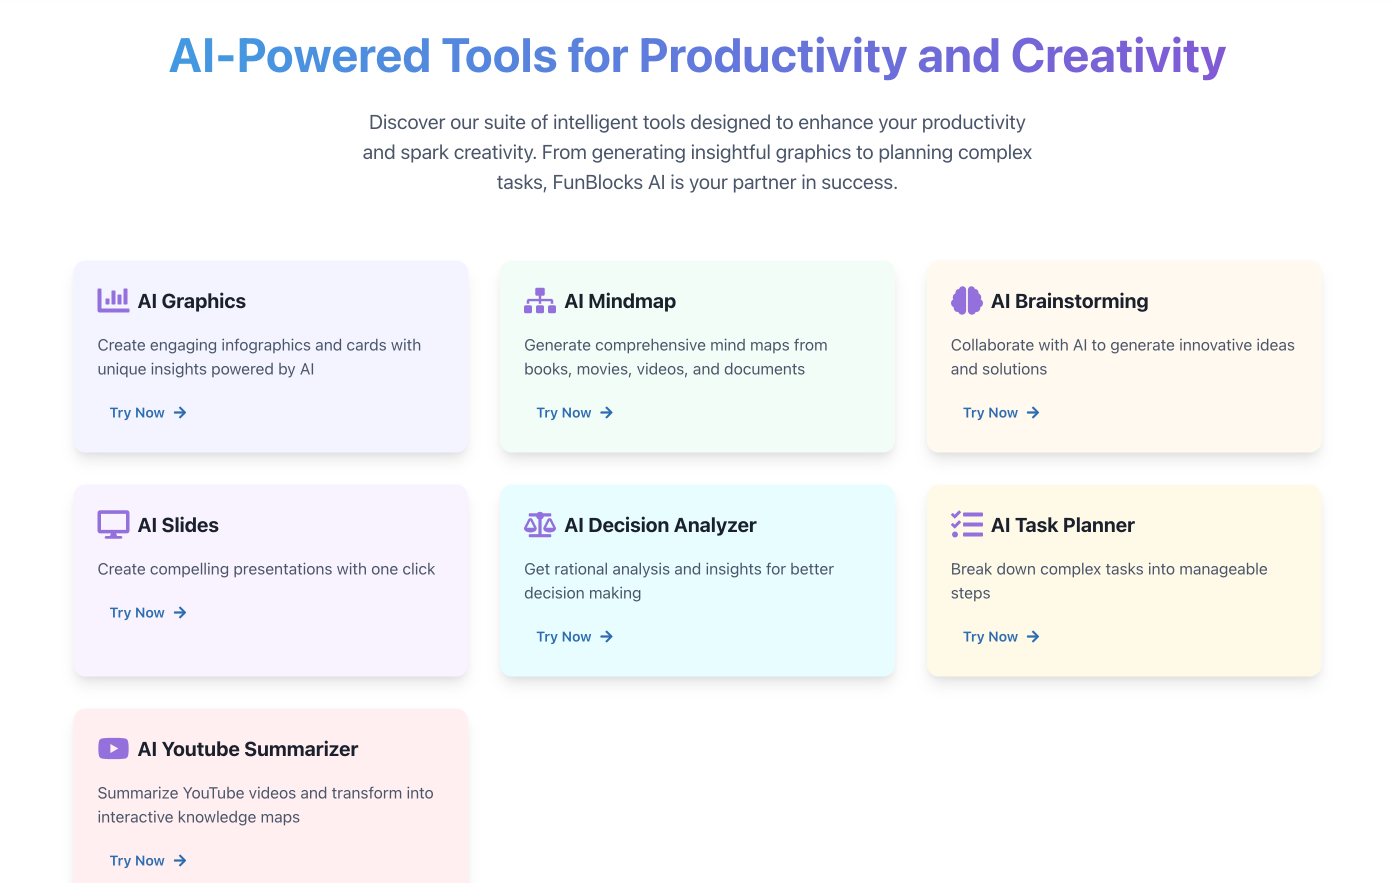 AI-Powered Tools for Productivity and Creativity
Discover our suite of intelligent tools designed to enhance your productivity
and spark creativity. From generating insightful graphics to planning complex
tasks, FunBlocks AI is your partner in success.
AI Graphics
Create engaging infographics and cards with
unique insights powered by AI
Try Now
AI Mindmap
Generate comprehensive mind maps from
books, movies, videos, and documents
Try Now
AI Brainstorming
Collaborate with AI to generate innovative ideas
and solutions
Try Now
AI Slides
Create compelling presentations with one click
Try Now
AI Decision Analyzer
Get rational analysis and insights for better
decision making
Try Now
AI Task Planner
Break down complex tasks into manageable
steps
Try Now
AI Youtube Summarizer
Summarize YouTube videos and transform into
interactive knowledge maps
Try Now